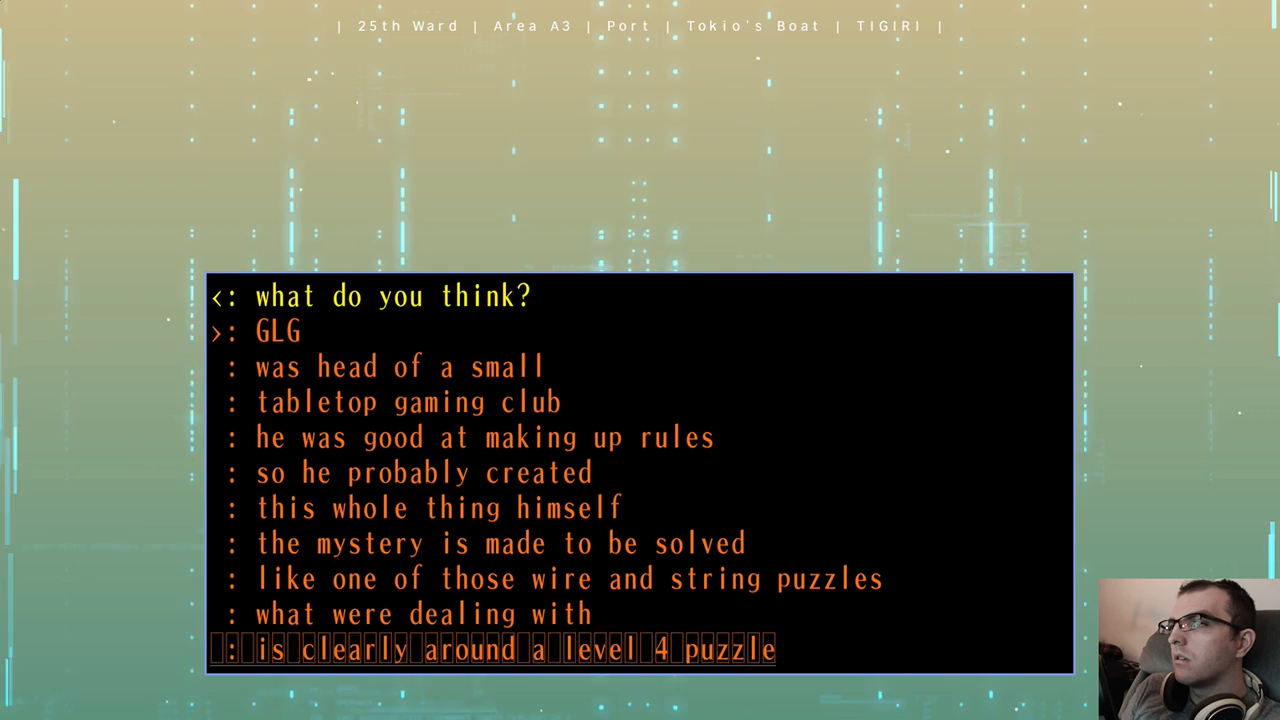 | 25th Ward | Area A3 | Port | Tokio's Boat | TIGIRI |
<: what do you think?
>: GLG
: was head of a small
: tabletop gaming club
: he was good at making up rules
: so he probably created
: this whole thing himself
: the mystery is made to be solved
: like one of those wire and string puzzles
: what were dealing with
: is clearly around a level 4 puzzle